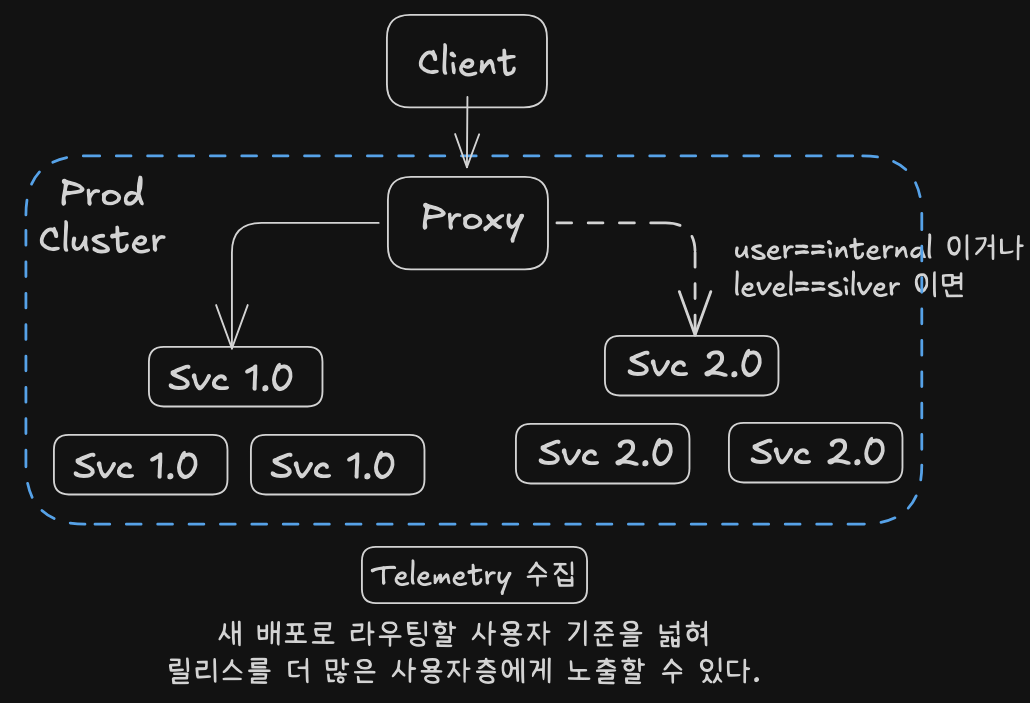 Client
Prod
Cluster
Proxy
user==internal 이거나
level==silver 이면
Svc 1.0
Svc 2.0
Svc 1.0
Svc 1.0
Svc 2.0
Svc 2.0
Telemetry 수집
새 배포로 라우팅할 사용자 기준을 넓혀
릴리스를 더 많은 사용자층에게 노출할 수 있다.